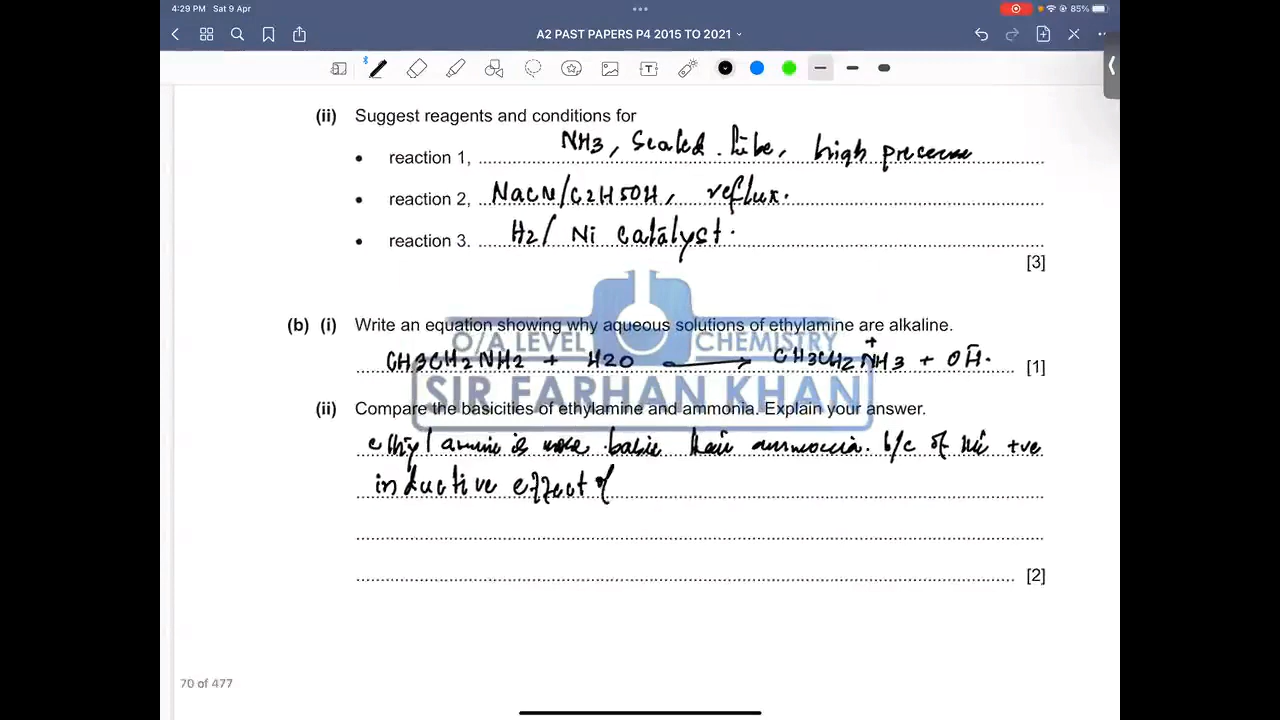 4:29 PM Sat 9 Apr
85%
A2 PAST PAPERS P4 2015 TO 2021
(ii) Suggest reagents and conditions for
• reaction 1, NH3, Sealed tube, high pressure
• reaction 2, NaCN/C2H5OH, reflux.
• reaction 3. H2/ Ni catalyst.
[3]
(b) (i) Write an equation showing why aqueous solutions of ethylamine are alkaline.
O/A LEVEL CHEMISTRY
CH3CH2NH2 + H2O ⟶ CH3CH2N⁺H3 + OH⁻. [1]
SIR FARHAN KHAN
(ii) Compare the basicities of ethylamine and ammonia. Explain your answer.
ethyl amine is more basic than ammonia. b/c of the +ve
inductive effect of
[2]
70 of 477